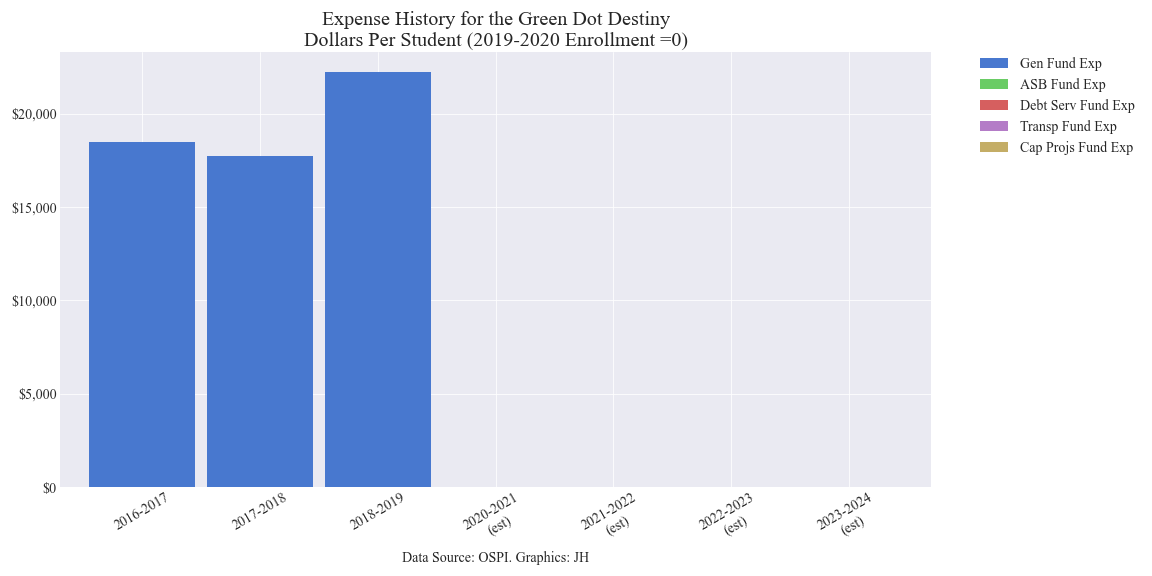 Expense History for the Green Dot Destiny
Dollars Per Student (2019-2020 Enrollment =0)
Gen Fund Exp
ASB Fund Exp
Debt Serv Fund Exp
Transp Fund Exp
Cap Projs Fund Exp
$20,000
$15,000
$10,000
$5,000
$0
2016-2017
2017-2018
2018-2019
2020-2021
(est)
2021-2022
(est)
2022-2023
(est)
2023-2024
(est)
Data Source: OSPI. Graphics: JH